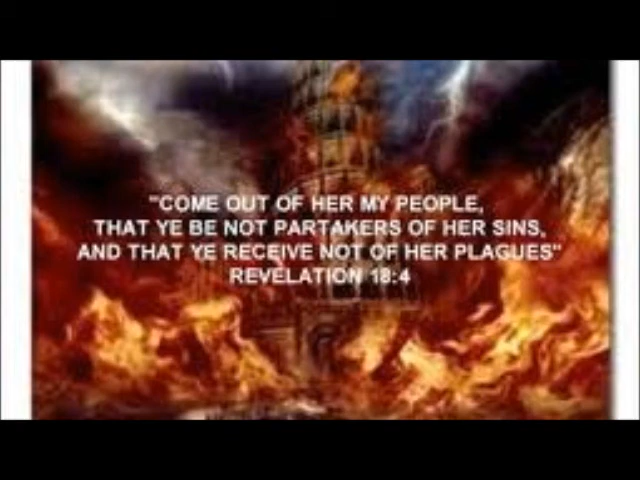 "COME OUT OF HER MY PEOPLE,
THAT YE BE NOT PARTAKERS OF HER SINS,
AND THAT YE RECEIVE NOT OF HER PLAGUES"
REVELATION 18:4